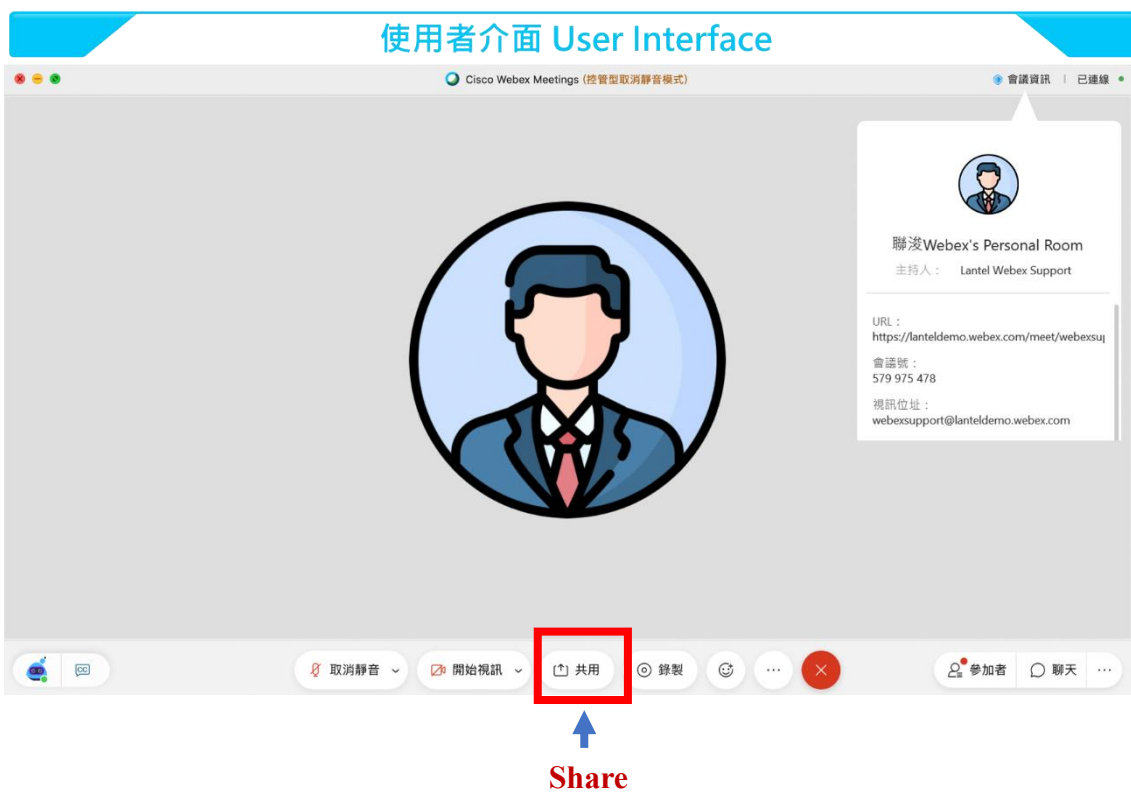 使用者介面 User Interface
Cisco Webex Meetings (控管型取消靜音模式)
會議資訊
已連線
聯浚Webex's Personal Room
主持人： Lantel Webex Support
URL：
https://lanteldemo.webex.com/meet/webexsup
會議號：
579 975 478
視訊位址：
webexsupport@lanteldemo.webex.com
CC
取消靜音
開始視訊
共用
錄製
參加者
聊天
Share